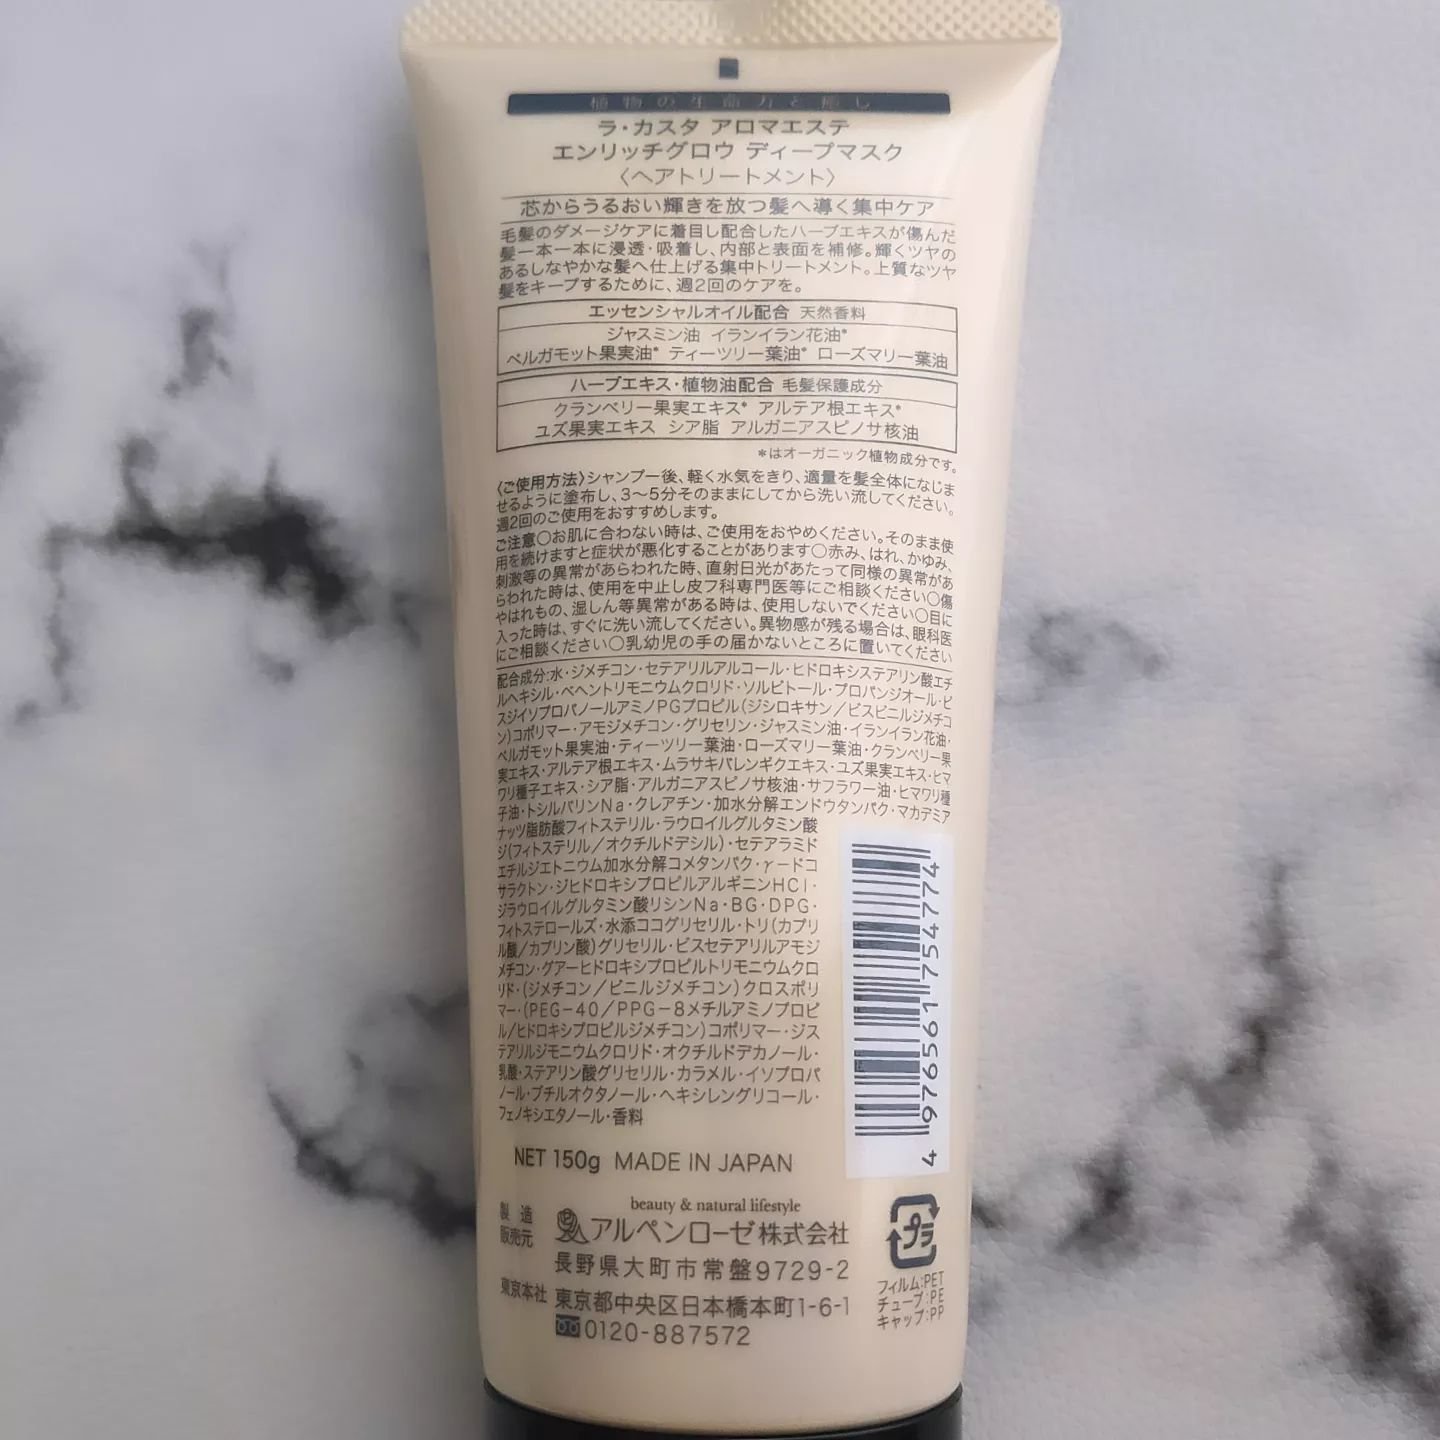 植物の生命力と癒し
ラ・カスタ アロマエステ
エンリッチグロウ ディープマスク
〈ヘアトリートメント〉
芯からうるおい輝きを放つ髪へ導く集中ケア
毛髪のダメージケアに着目し配合したハーブエキスが傷んだ
髪一本一本に浸透・吸着し、内部と表面を補修。輝くツヤの
あるしなやかな髪へ仕上げる集中トリートメント。上質なツヤ
髪をキープするために、週2回のケアを。
エッセンシャルオイル配合 天然香料
ジャスミン油 イランイラン花油*
ベルガモット果実油* ティーツリー葉油* ローズマリー葉油
ハーブエキス・植物油配合 毛髪保護成分
クランベリー果実エキス* アルテア根エキス*
ユズ果実エキス シア脂 アルガニアスピノサ核油
*はオーガニック植物成分です。
〈ご使用方法〉シャンプー後、軽く水気をきり、適量を髪全体になじま
せるように塗布し、3〜5分そのままにしてから洗い流してください。
週2回のご使用をおすすめします。
ご注意○お肌に合わない時は、ご使用をおやめください。そのまま使
用を続けますと症状が悪化することがあります○赤み、はれ、かゆみ、
刺激等の異常があらわれた時、直射日光があたって同様の異常があ
らわれた時は、使用を中止し皮フ科専門医等にご相談ください○傷
やはれもの、湿しん等異常がある時は、使用しないでください○目に
入った時は、すぐに洗い流してください。異物感が残る場合は、眼科医
にご相談ください○乳幼児の手の届かないところに置いてください
配合成分:水・ジメチコン・セテアリルアルコール・ヒドロキシステアリン酸エチ
ルヘキシル・ベヘントリモニウムクロリド・ソルビトール・プロパンジオール・ビ
スジイソプロパノールアミノPGプロピル(ジシロキサン/ビスビニルジメチコ
ン)コポリマー・アモジメチコン・グリセリン・ジャスミン油・イランイラン花油・
ベルガモット果実油・ティーツリー葉油・ローズマリー葉油・クランベリー果
実エキス・アルテア根エキス・ムラサキバレンギクエキス・ユズ果実エキス・ヒマ
ワリ種子エキス・シア脂・アルガニアスピノサ核油・サフラワー油・ヒマワリ種
子油・トシルバリンNa・クレアチン・加水分解エンドウタンパク・マカデミア
ナッツ脂肪酸フィトステリル・ラウロイルグルタミン酸
ジ(フィトステリル/オクチルドデシル)・セテアラミド
エチルジエトニウム加水分解コメタンパク・γ-ドコ
サラクトン・ジヒドロキシプロピルアルギニンHCl・
ジラウロイルグルタミン酸リシンNa・BG・DPG・
フィトステロールズ・水添ココグリセリル・トリ(カプリ
ル酸/カプリン酸)グリセリル・ビスセテアリルアモジ
メチコン・グアーヒドロキシプロピルトリモニウムクロ
リド・(ジメチコン/ビニルジメチコン)クロスポリ
マー・(PEG-40/PPG-8メチルアミノプロピ
ル/ヒドロキシプロピルジメチコン)コポリマー・ジス
テアリルジモニウムクロリド・オクチルドデカノール・
乳酸・ステアリン酸グリセリル・カラメル・イソプロパ
ノール・ブチルオクタノール・ヘキシレングリコール・
フェノキシエタノール・香料
4 976561 754774
NET 150g MADE IN JAPAN
beauty & natural lifestyle
製造
販売元 アルペンローゼ株式会社
長野県大町市常盤9729-2
東京本社 東京都中央区日本橋本町1-6-1
0120-887572
プラ
フィルム:PET
チューブ:PE
キャップ:PP